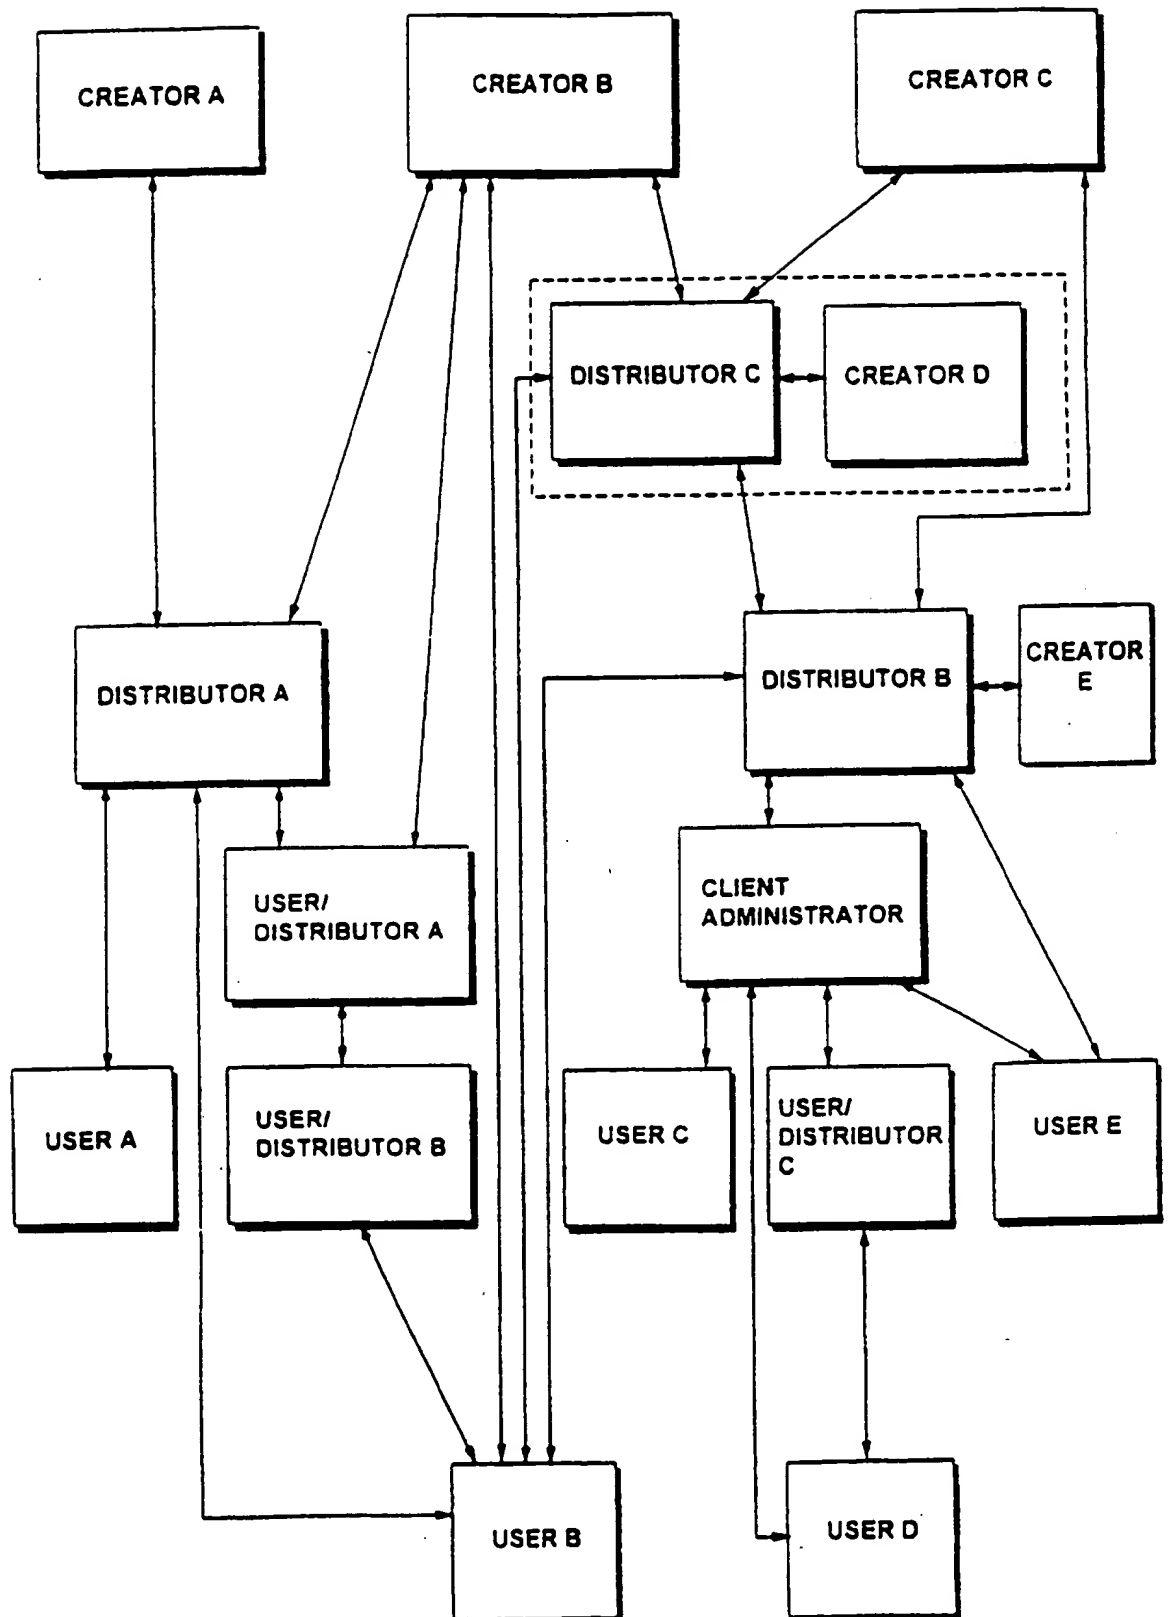 CREATOR A
CREATOR B
CREATOR C
DISTRIBUTOR C
CREATOR D
DISTRIBUTOR A
DISTRIBUTOR B
CREATOR
E
USER/
DISTRIBUTOR A
CLIENT
ADMINISTRATOR
USER A
USER/
DISTRIBUTOR B
USER C
USER/
DISTRIBUTOR
C
USER E
USER B
USER D